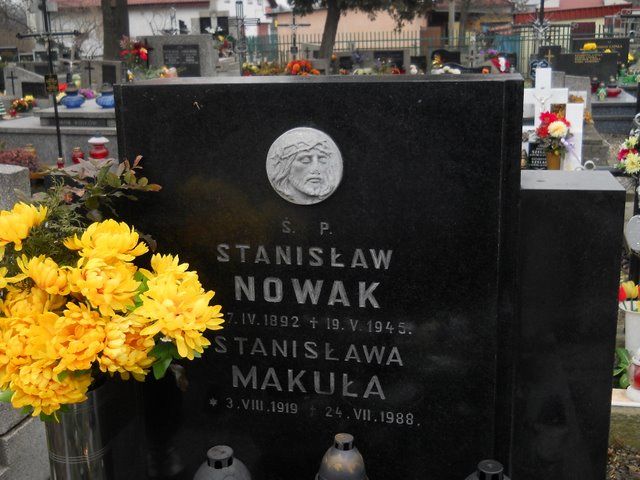 Ś. P.
STANISŁAW
NOWAK
7. IV. 1892 + 19. V. 1945.
STANISŁAWA
MAKUŁA
* 3. VIII. 1919 + 24. VII. 1988.